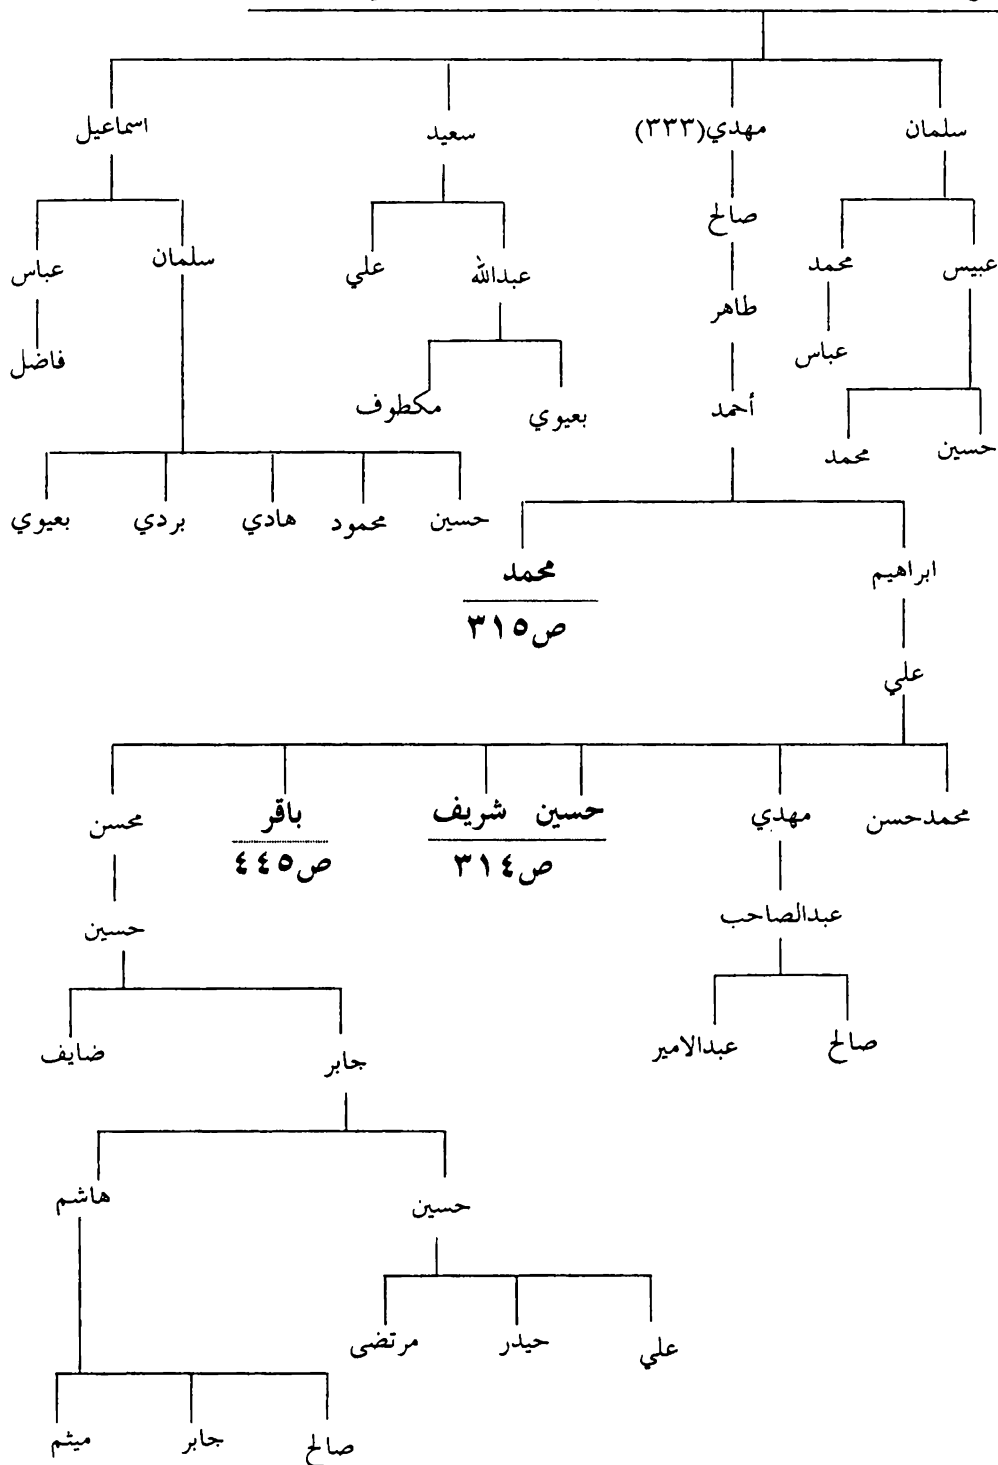 سلمان مهدي(٣٣٣) سعيد اسماعيل
صالح
عبيس محمد عبدالله علي سلمان عباس
طاهر
عباس فاضل
أحمد
بعيوي مكطوف
حسين محمد
حسين محمود هادي بردي بعيوي
ابراهيم محمد
ص٣١٥
علي
محمدحسن مهدي حسين شريف باقر محسن
ص٣١٤ ص٤٤٥
عبدالصاحب حسين
صالح عبدالامير جابر ضايف
حسين هاشم
علي حيدر مرتضى
صالح جابر ميثم